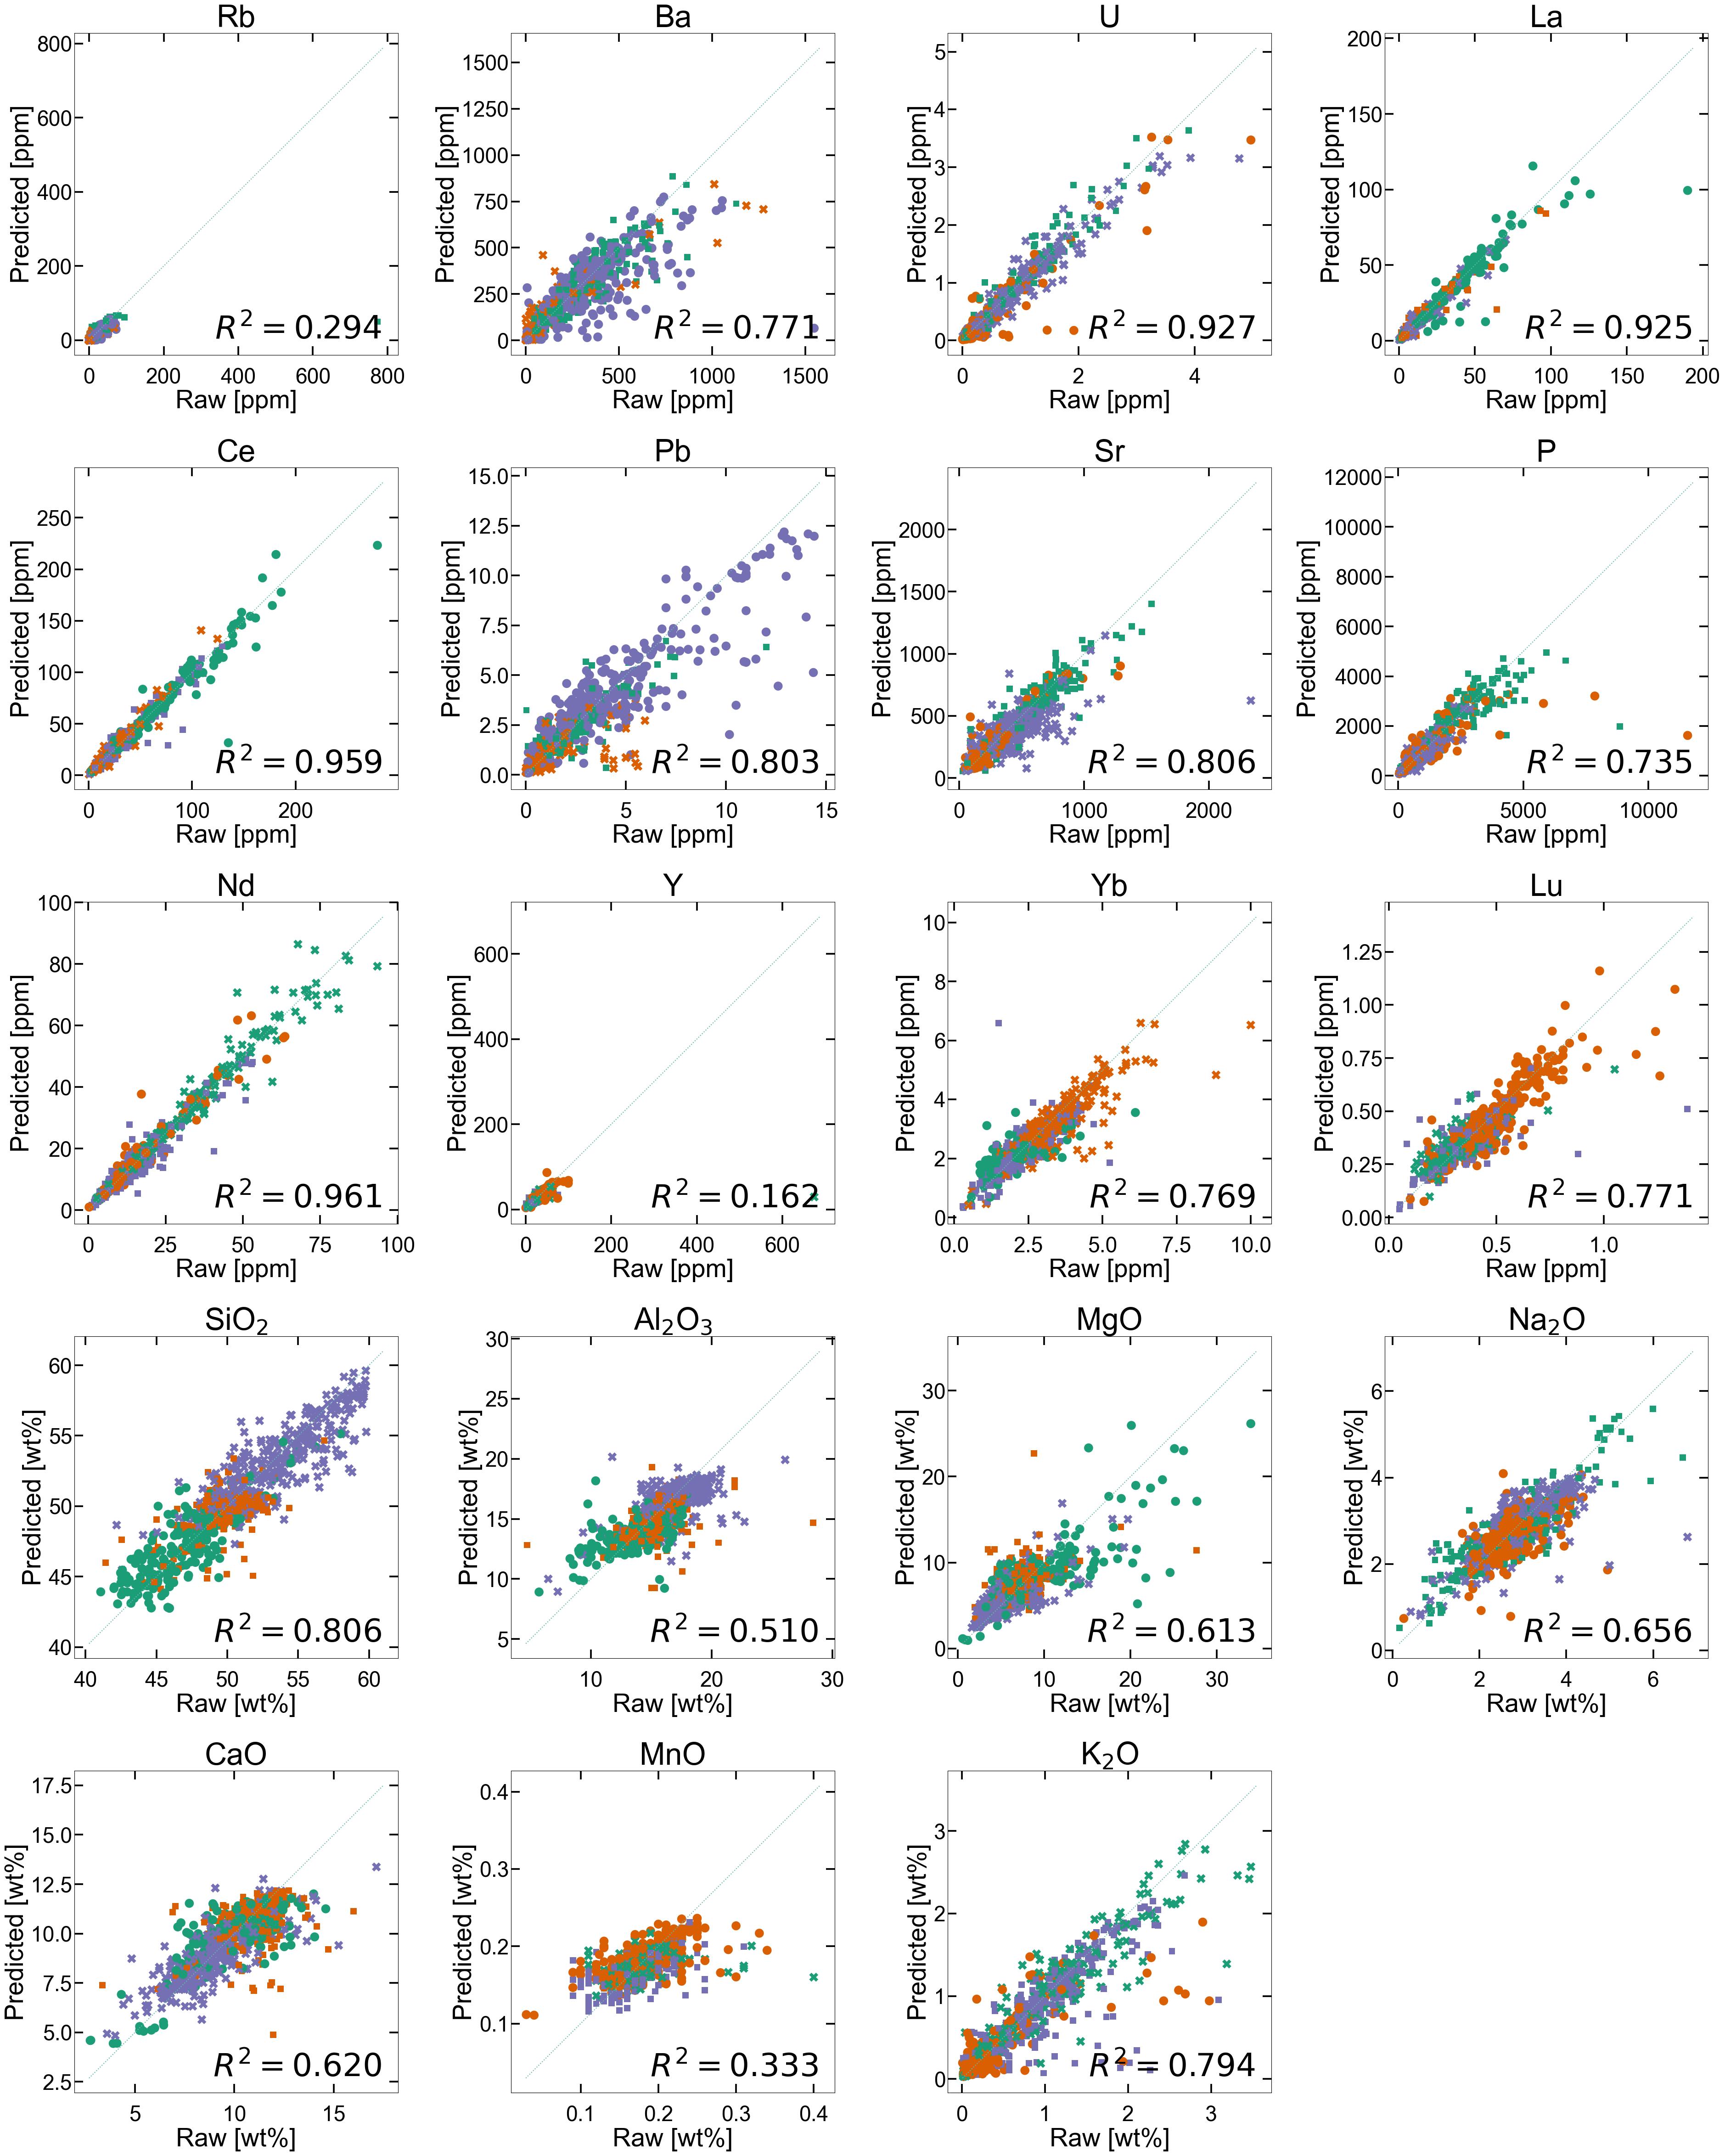 Rb
Ba
U
La
800
600
400
200
0
Predicted [ppm]
R² = 0.294
0 200 400 600 800
Raw [ppm]
1500
1250
1000
750
500
250
0
Predicted [ppm]
R² = 0.771
0 500 1000 1500
Raw [ppm]
5
4
3
2
1
0
Predicted [ppm]
R² = 0.927
0 2 4
Raw [ppm]
200
150
100
50
0
Predicted [ppm]
R² = 0.925
0 50 100 150 200
Raw [ppm]
Ce
Pb
Sr
P
250
200
150
100
50
0
Predicted [ppm]
R² = 0.959
0 100 200
Raw [ppm]
15.0
12.5
10.0
7.5
5.0
2.5
0.0
Predicted [ppm]
R² = 0.803
0 5 10 15
Raw [ppm]
2000
1500
1000
500
0
Predicted [ppm]
R² = 0.806
0 1000 2000
Raw [ppm]
12000
10000
8000
6000
4000
2000
0
Predicted [ppm]
R² = 0.735
0 5000 10000
Raw [ppm]
Nd
Y
Yb
Lu
100
80
60
40
20
0
Predicted [ppm]
R² = 0.961
0 25 50 75 100
Raw [ppm]
600
400
200
0
Predicted [ppm]
R² = 0.162
0 200 400 600
Raw [ppm]
10
8
6
4
2
0
Predicted [ppm]
R² = 0.769
0.0 2.5 5.0 7.5 10.0
Raw [ppm]
1.25
1.00
0.75
0.50
0.25
0.00
Predicted [ppm]
R² = 0.771
0.0 0.5 1.0
Raw [ppm]
SiO₂
Al₂O₃
MgO
Na₂O
60
55
50
45
40
Predicted [wt%]
R² = 0.806
40 45 50 55 60
Raw [wt%]
30
25
20
15
10
5
Predicted [wt%]
R² = 0.510
10 20 30
Raw [wt%]
30
20
10
0
Predicted [wt%]
R² = 0.613
0 10 20 30
Raw [wt%]
6
4
2
0
Predicted [wt%]
R² = 0.656
0 2 4 6
Raw [wt%]
CaO
MnO
K₂O
17.5
15.0
12.5
10.0
7.5
5.0
2.5
Predicted [wt%]
R² = 0.620
5 10 15
Raw [wt%]
0.4
0.3
0.2
0.1
Predicted [wt%]
R² = 0.333
0.1 0.2 0.3 0.4
Raw [wt%]
3
2
1
0
Predicted [wt%]
R² = 0.794
0 1 2 3
Raw [wt%]